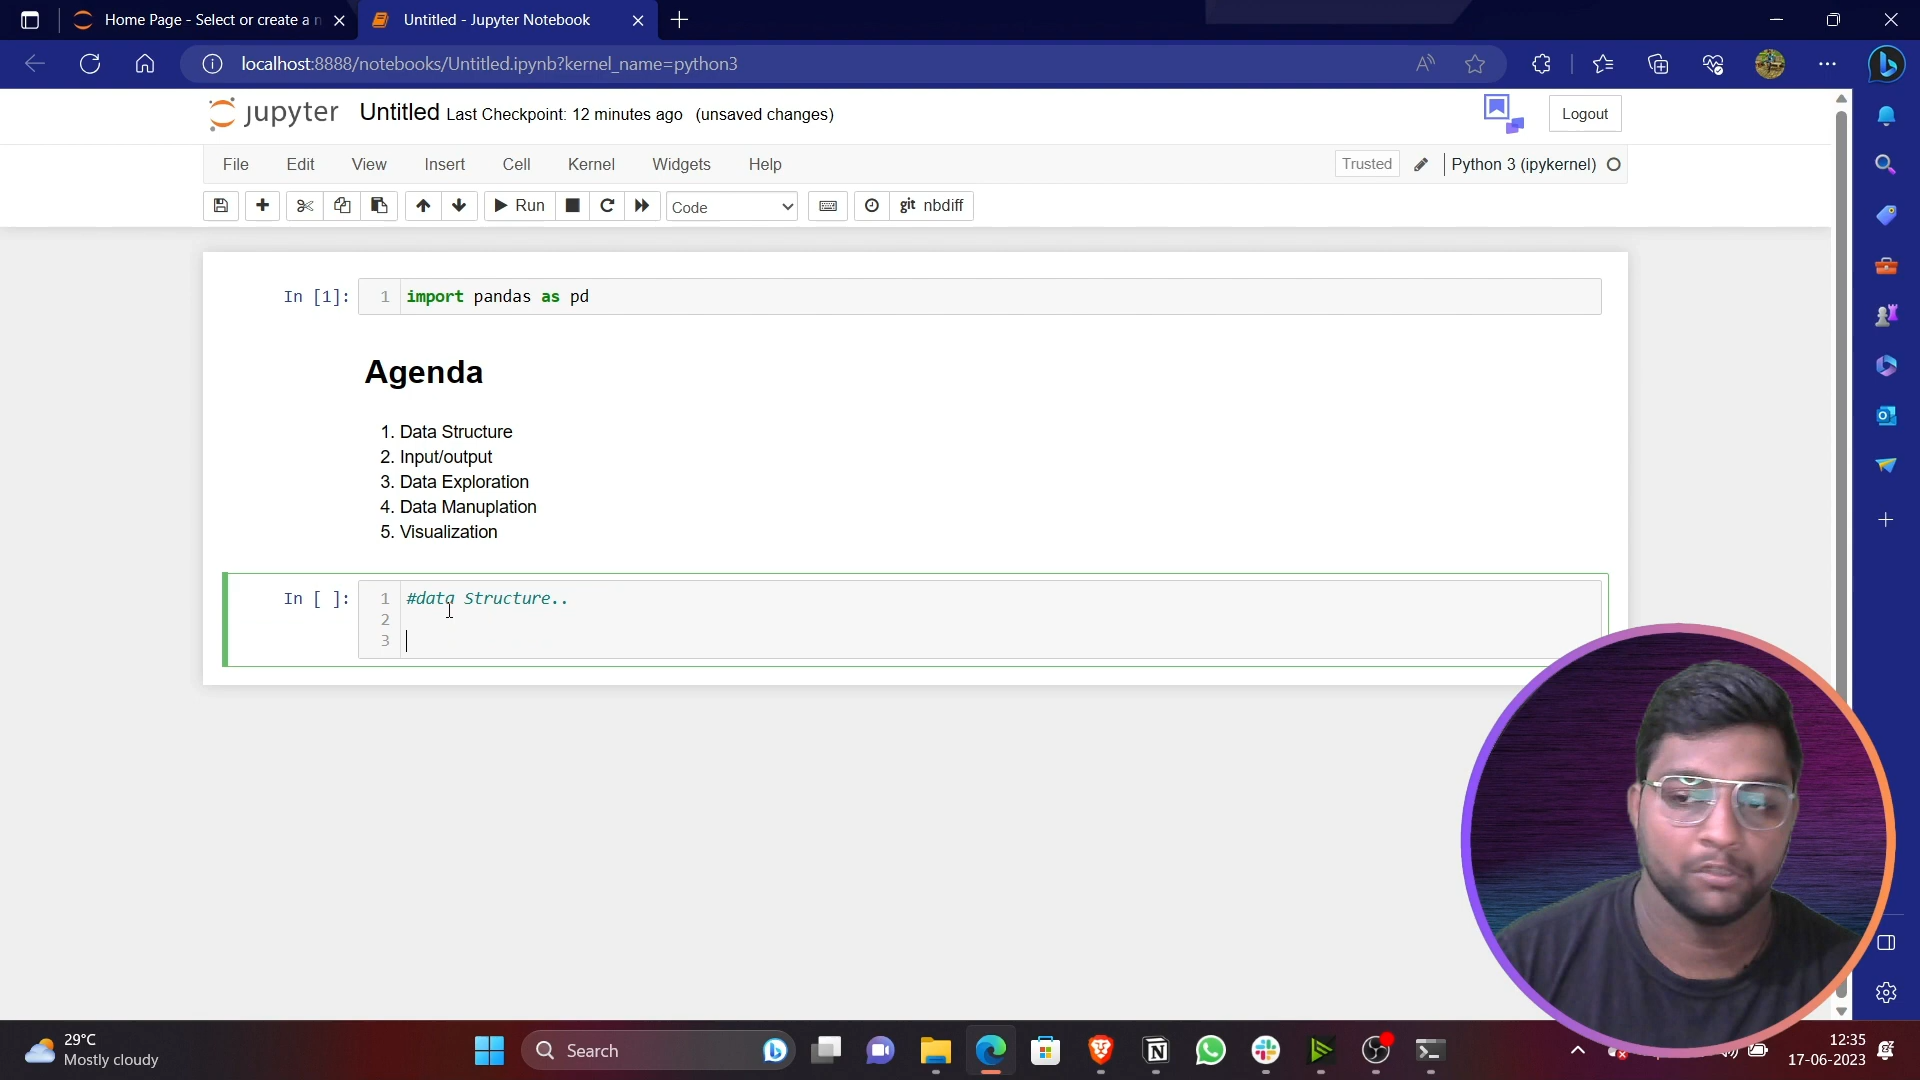 Home Page - Select or create a n
Untitled - Jupyter Notebook
localhost:8888/notebooks/Untitled.ipynb?kernel_name=python3
jupyter Untitled Last Checkpoint: 12 minutes ago (unsaved changes)
Logout
File Edit View Insert Cell Kernel Widgets Help
Trusted Python 3 (ipykernel)
Run Code git nbdiff
In [1]: 1 import pandas as pd
Agenda
1. Data Structure
2. Input/output
3. Data Exploration
4. Data Manuplation
5. Visualization
In [ ]: 1 #data Structure..
2
3
29°C
Mostly cloudy
Search
12:35
17-06-2023